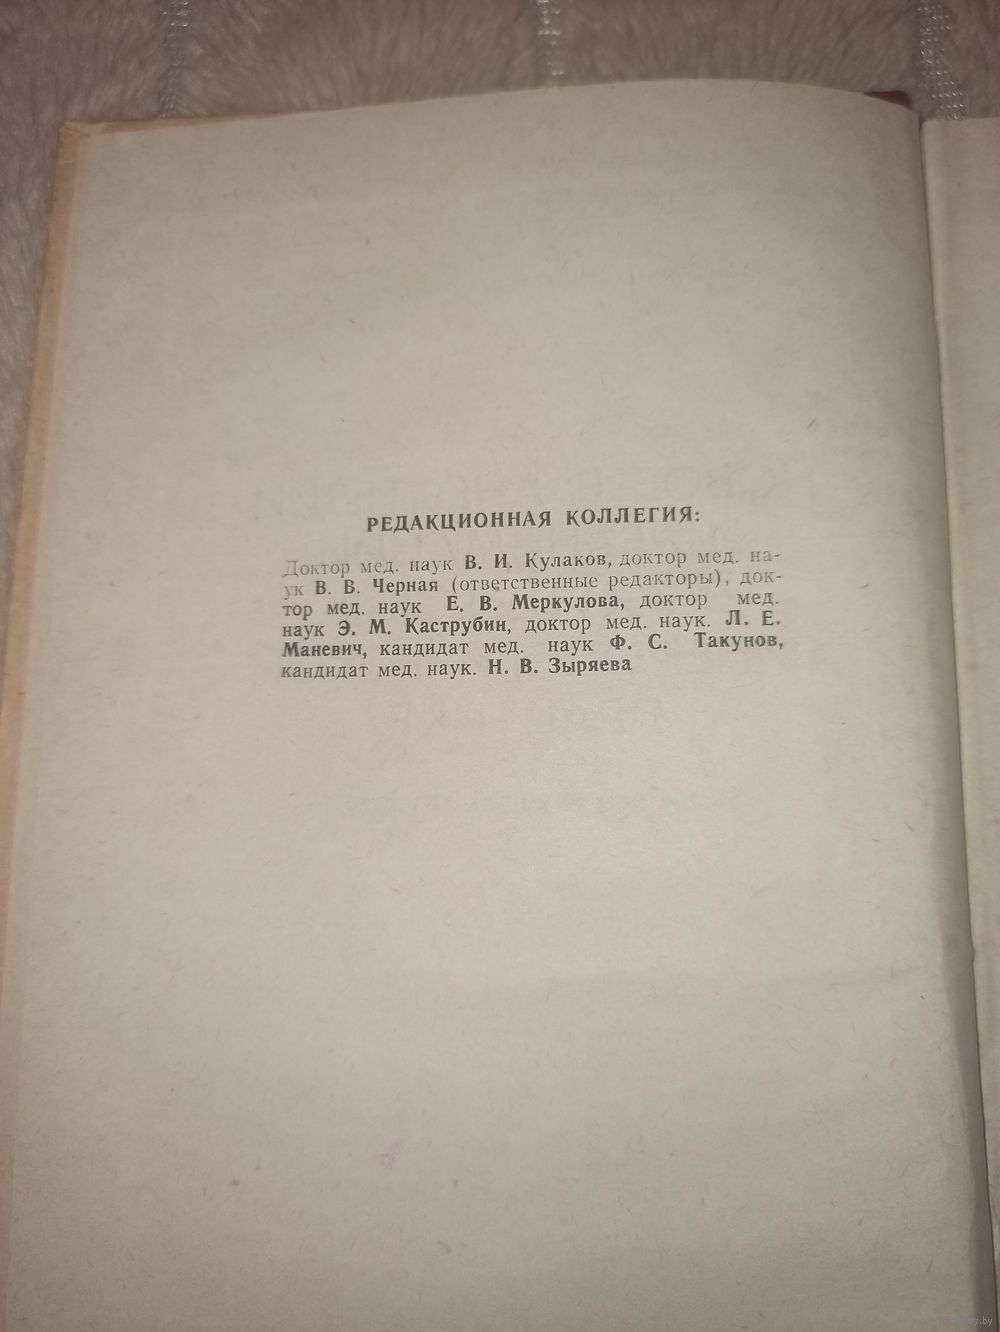 РЕДАКЦИОННАЯ КОЛЛЕГИЯ:
Доктор мед. наук В. И. Кулаков, доктор мед. на-
ук В. В. Черная (ответственные редакторы), док-
тор мед. наук Е. В. Меркулова, доктор мед.
наук Э. М. Каструбин, доктор мед. наук. Л. Е.
Маневич, кандидат мед. наук Ф. С. Такунов,
кандидат мед. наук. Н. В. Зыряева